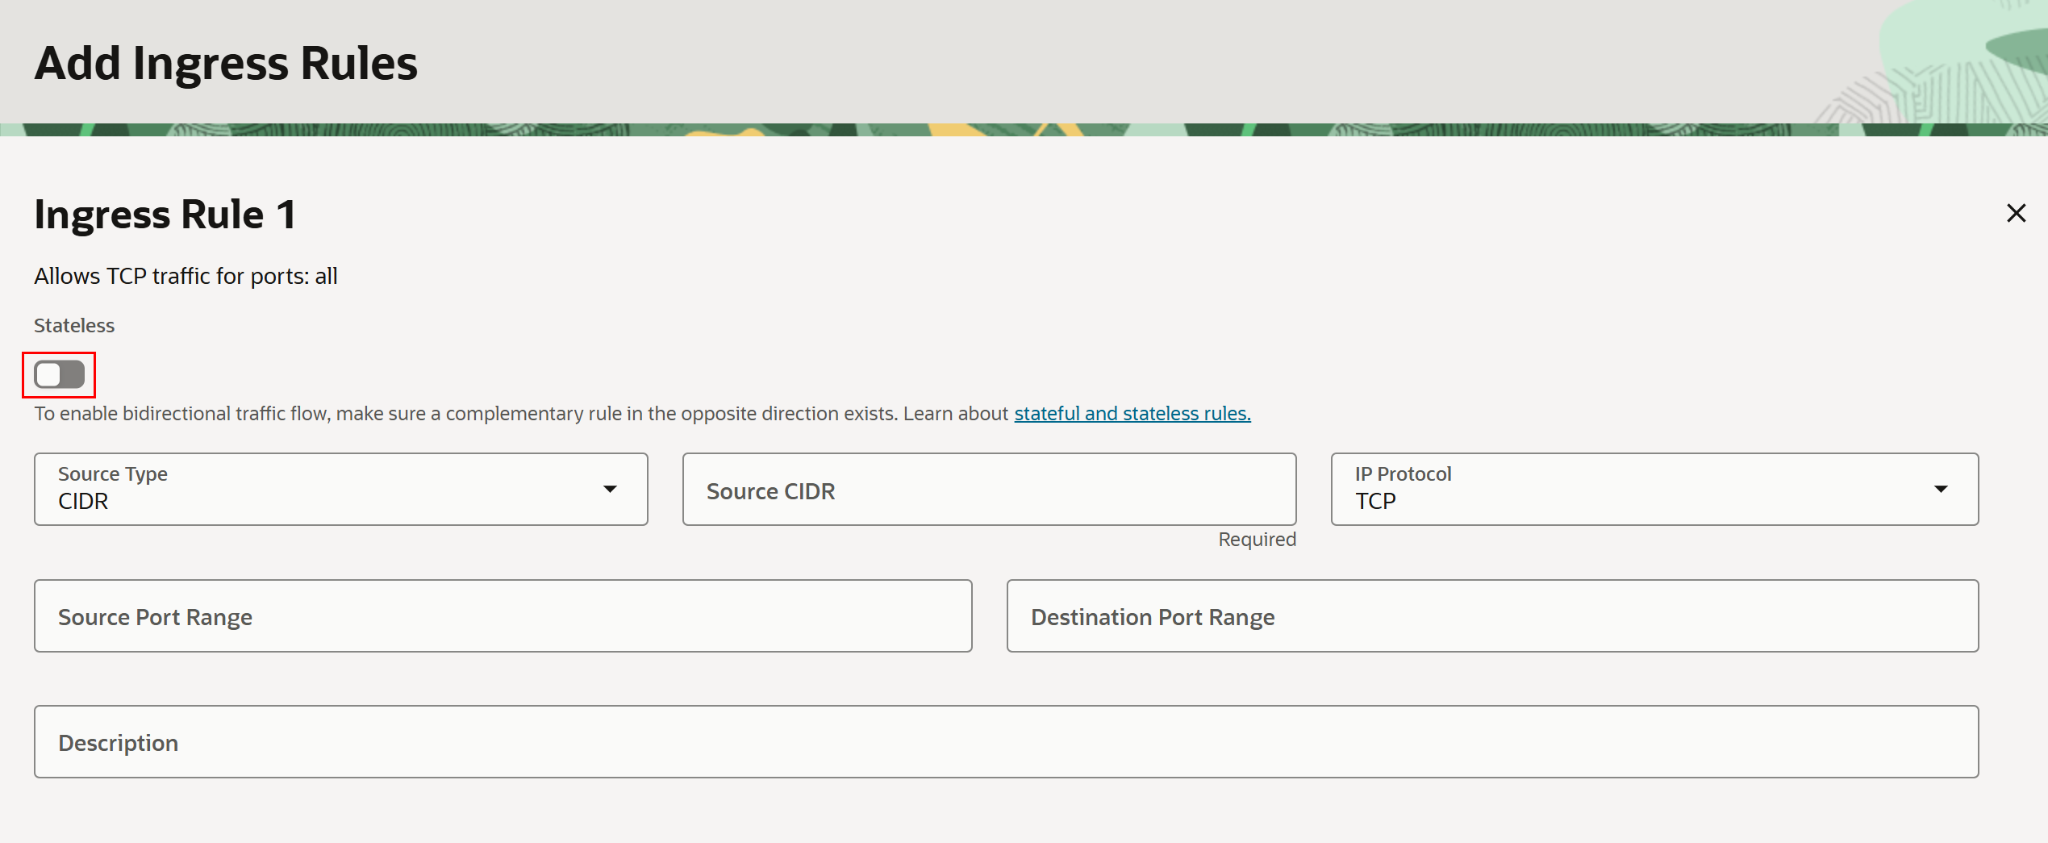 Add Ingress Rules
Ingress Rule 1
Allows TCP traffic for ports: all
Stateless
To enable bidirectional traffic flow, make sure a complementary rule in the opposite direction exists. Learn about stateful and stateless rules.
Source Type
CIDR
Source CIDR
Required
IP Protocol
TCP
Source Port Range
Destination Port Range
Description